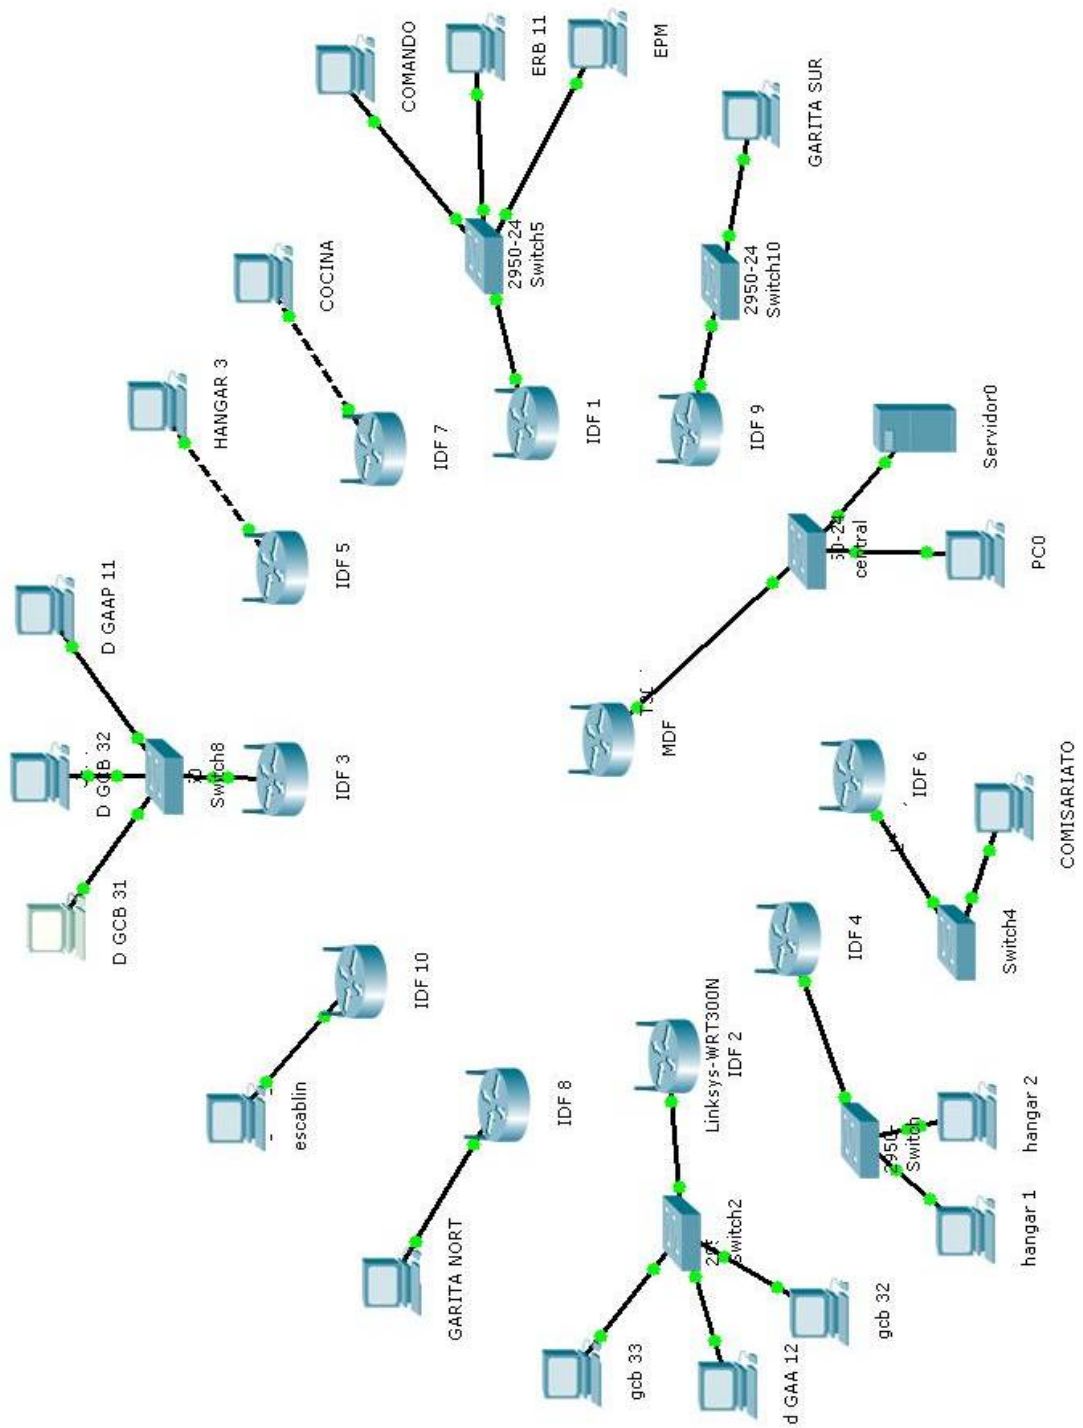 GARITA NORT
IDF 8
escablin
IDF 10
D GCB 31
D GCB 32
D GAAP 11
Switch8
IDF 3
HANGAR 3
IDF 5
COCINA
IDF 7
COMANDO
ERB 11
EPM
2950-24
Switch5
IDF 1
GARITA SUR
2950-24
Switch10
IDF 9
gcb 33
d GAA 12
gcb 32
Switch2
Linksys-WRT300N
IDF 2
hangar 1
hangar 2
2950-
Switch
IDF 4
Switch4
COMISARIATO
IDF 6
MDF
central
PC0
Servidor0